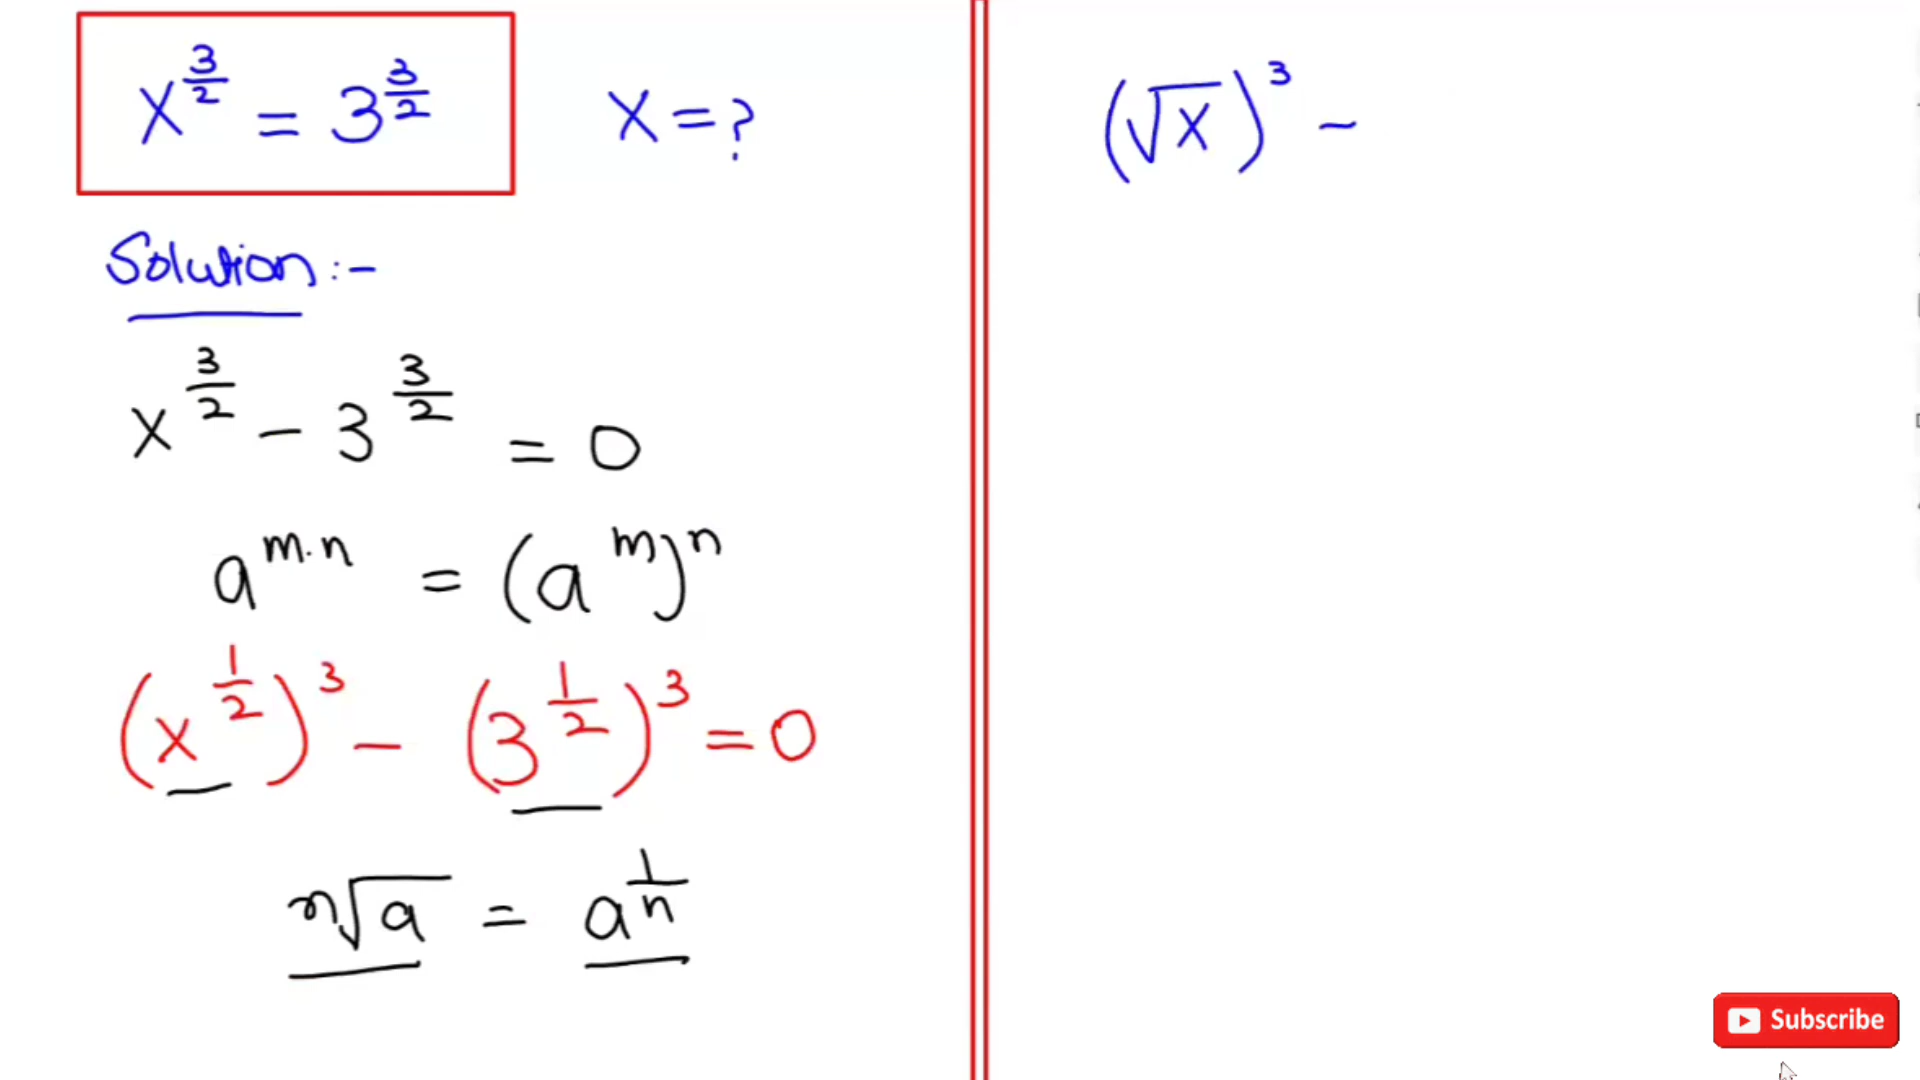 x^{3/2} = 3^{3/2}  x = ?
Solution :-
x^{3/2} - 3^{3/2} = 0
a^{m·n} = (a^m)^n
(x^{1/2})^3 - (3^{1/2})^3 = 0
ⁿ√a = a^{1/n}
(√x)^3 -
Subscribe